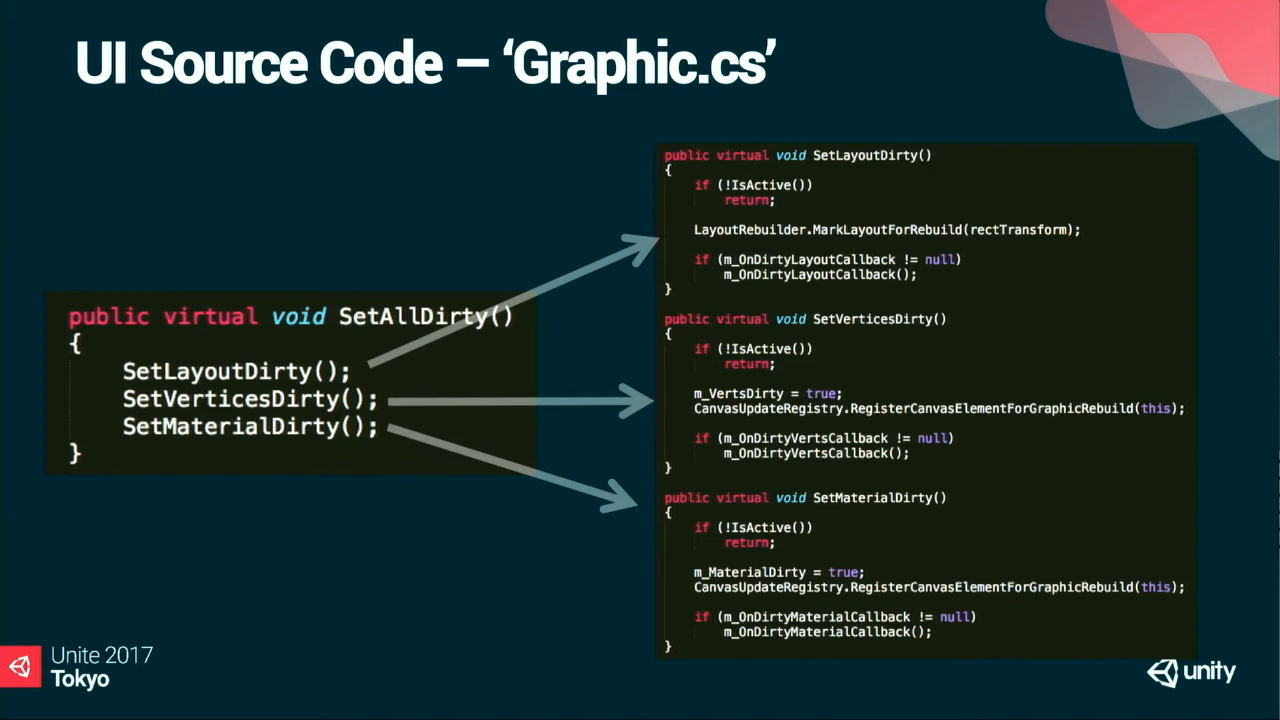 UI Source Code – ‘Graphic.cs’
public virtual void SetAllDirty()
{
SetLayoutDirty();
SetVerticesDirty();
SetMaterialDirty();
}
public virtual void SetLayoutDirty()
{
if (!IsActive())
return;
LayoutRebuilder.MarkLayoutForRebuild(rectTransform);
if (m_OnDirtyLayoutCallback != null)
m_OnDirtyLayoutCallback();
}
public virtual void SetVerticesDirty()
{
if (!IsActive())
return;
m_VertsDirty = true;
CanvasUpdateRegistry.RegisterCanvasElementForGraphicRebuild(this);
if (m_OnDirtyVertsCallback != null)
m_OnDirtyVertsCallback();
}
public virtual void SetMaterialDirty()
{
if (!IsActive())
return;
m_MaterialDirty = true;
CanvasUpdateRegistry.RegisterCanvasElementForGraphicRebuild(this);
if (m_OnDirtyMaterialCallback != null)
m_OnDirtyMaterialCallback();
}
Unite 2017
Tokyo
unity